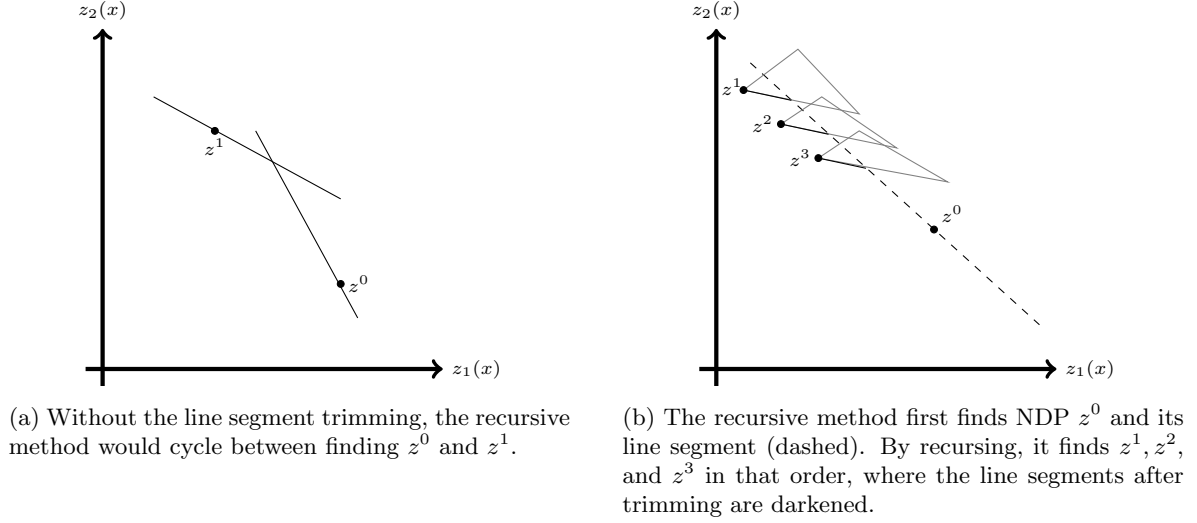 z₂(x)
z¹
z⁰
z₁(x)
(a) Without the line segment trimming, the recursive
method would cycle between finding z⁰ and z¹.
z₂(x)
z¹
z²
z³
z⁰
z₁(x)
(b) The recursive method first finds NDP z⁰ and its
line segment (dashed). By recursing, it finds z¹, z²,
and z³ in that order, where the line segments after
trimming are darkened.